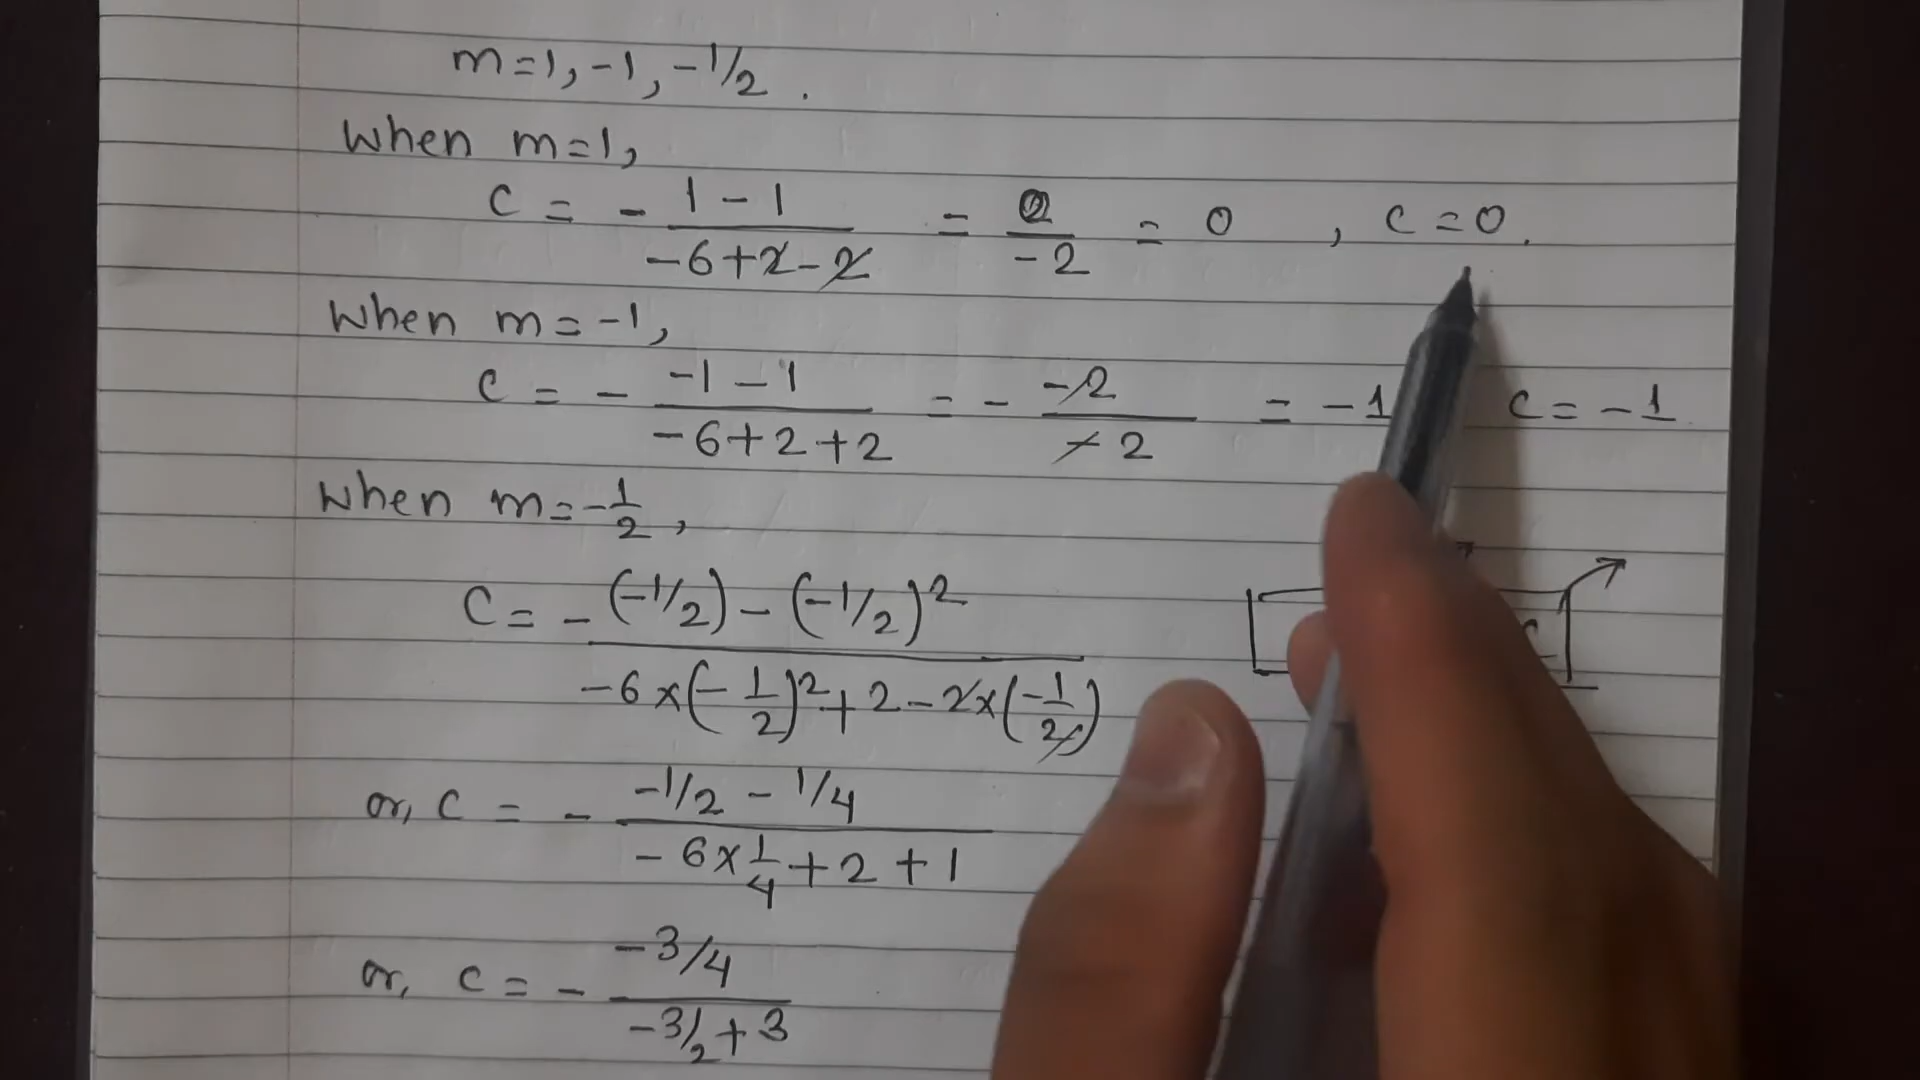 m=1, -1, -1/2 .
When m=1,
C = - (1 - 1)/(-6+2-2) = 0/-2 = 0 , C=0.
When m=-1,
C = - (-1 - 1)/(-6+2+2) = - -2/-2 = -1 C = -1
When m=-1/2,
C = - ((-1/2) - (-1/2)^2)/(-6×(-1/2)^2+2-2×(-1/2))
or, C = - (-1/2 - 1/4)/(-6×1/4+2+1)
or, C = - (-3/4)/(-3/2+3)